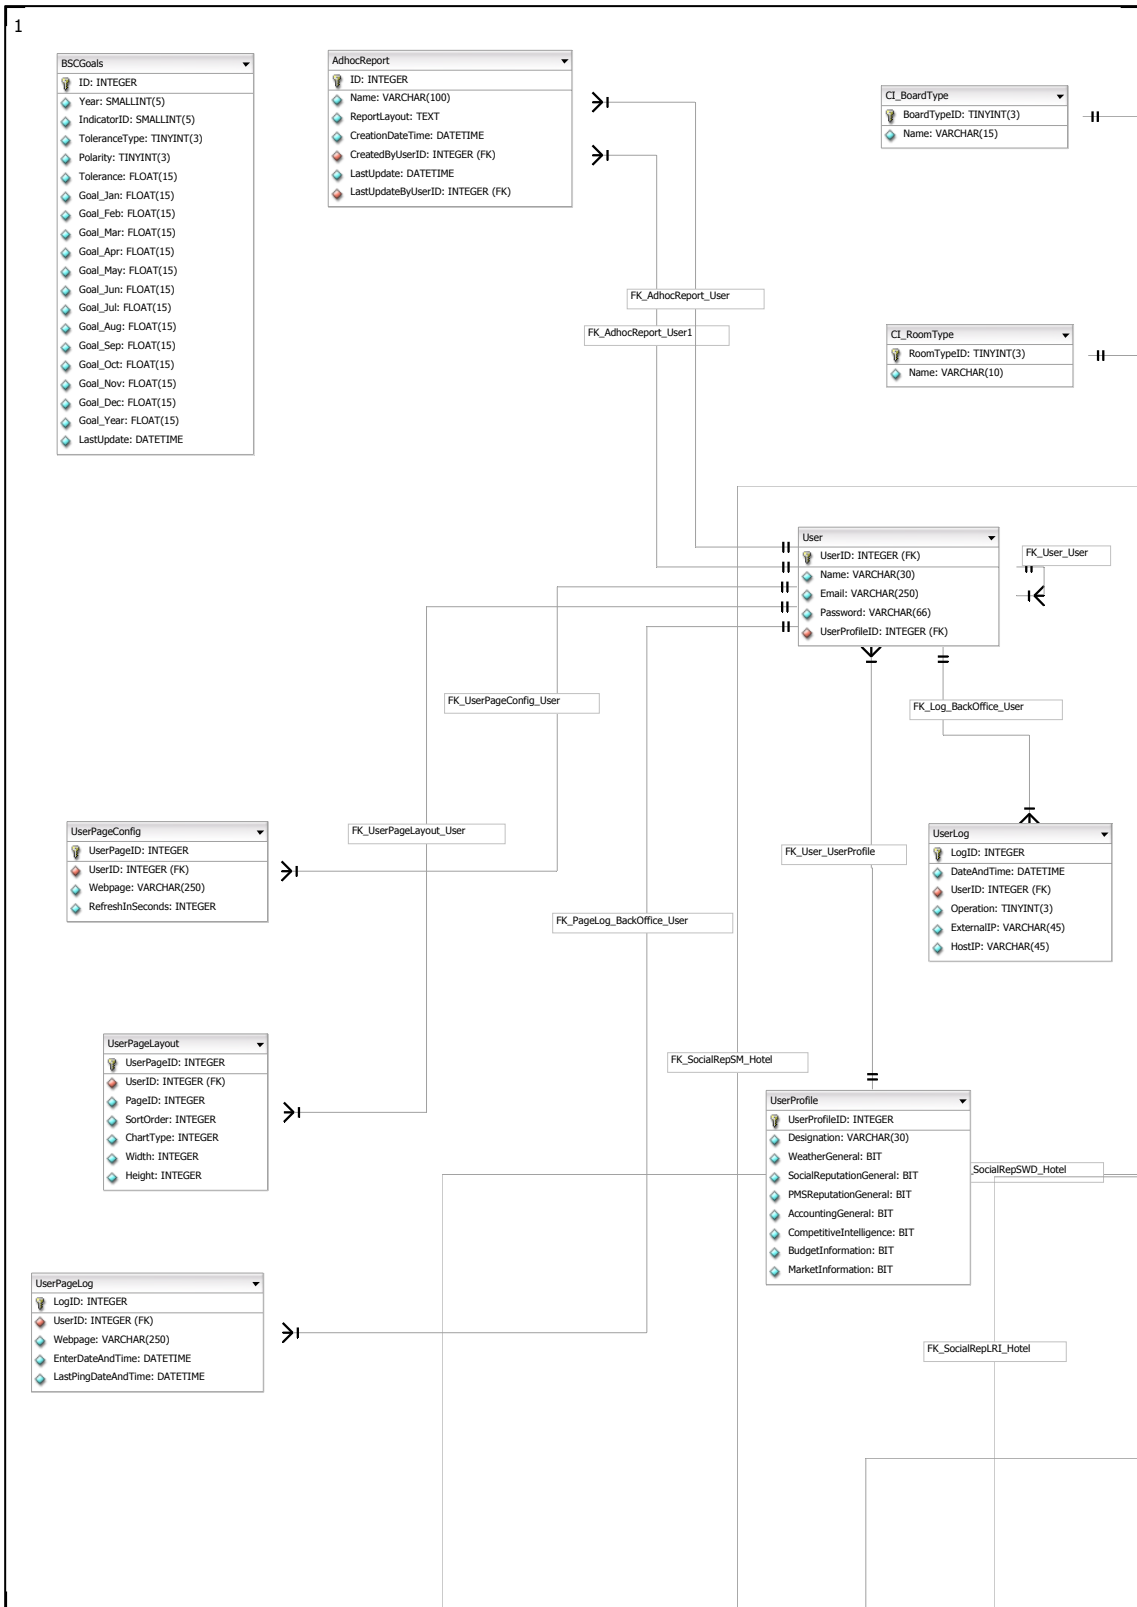 1
BSCGoals
ID: INTEGER
Year: SMALLINT(5)
IndicatorID: SMALLINT(5)
ToleranceType: TINYINT(3)
Polarity: TINYINT(3)
Tolerance: FLOAT(15)
Goal_Jan: FLOAT(15)
Goal_Feb: FLOAT(15)
Goal_Mar: FLOAT(15)
Goal_Apr: FLOAT(15)
Goal_May: FLOAT(15)
Goal_Jun: FLOAT(15)
Goal_Jul: FLOAT(15)
Goal_Aug: FLOAT(15)
Goal_Sep: FLOAT(15)
Goal_Oct: FLOAT(15)
Goal_Nov: FLOAT(15)
Goal_Dec: FLOAT(15)
Goal_Year: FLOAT(15)
LastUpdate: DATETIME
AdhocReport
ID: INTEGER
Name: VARCHAR(100)
ReportLayout: TEXT
CreationDateTime: DATETIME
CreatedByUserID: INTEGER (FK)
LastUpdate: DATETIME
LastUpdateByUserID: INTEGER (FK)
CI_BoardType
BoardTypeID: TINYINT(3)
Name: VARCHAR(15)
FK_AdhocReport_User
FK_AdhocReport_User1
CI_RoomType
RoomTypeID: TINYINT(3)
Name: VARCHAR(10)
User
UserID: INTEGER (FK)
Name: VARCHAR(30)
Email: VARCHAR(250)
Password: VARCHAR(66)
UserProfileID: INTEGER (FK)
FK_User_User
FK_UserPageConfig_User
FK_Log_BackOffice_User
UserPageConfig
UserPageID: INTEGER
UserID: INTEGER (FK)
Webpage: VARCHAR(250)
RefreshInSeconds: INTEGER
FK_UserPageLayout_User
FK_User_UserProfile
UserLog
LogID: INTEGER
DateAndTime: DATETIME
UserID: INTEGER (FK)
Operation: TINYINT(3)
ExternalIP: VARCHAR(45)
HostIP: VARCHAR(45)
FK_PageLog_BackOffice_User
UserPageLayout
UserPageID: INTEGER
UserID: INTEGER (FK)
PageID: INTEGER
SortOrder: INTEGER
ChartType: INTEGER
Width: INTEGER
Height: INTEGER
FK_SocialRepSM_Hotel
UserProfile
UserProfileID: INTEGER
Designation: VARCHAR(30)
WeatherGeneral: BIT
SocialReputationGeneral: BIT
PMSReputationGeneral: BIT
AccountingGeneral: BIT
CompetitiveIntelligence: BIT
BudgetInformation: BIT
MarketInformation: BIT
_SocialRepSWD_Hotel
UserPageLog
LogID: INTEGER
UserID: INTEGER (FK)
Webpage: VARCHAR(250)
EnterDateAndTime: DATETIME
LastPingDateAndTime: DATETIME
FK_SocialRepLRI_Hotel